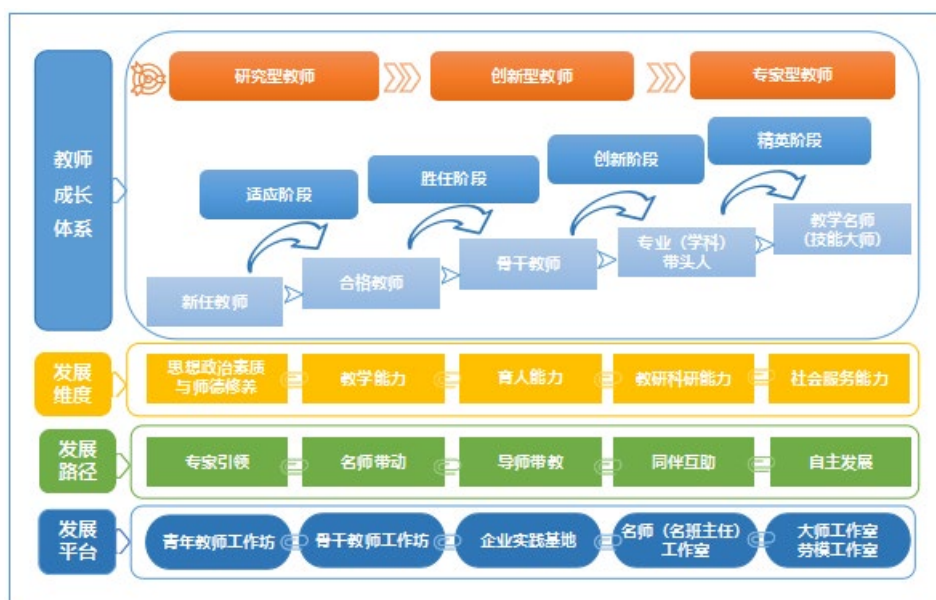 教师
成长
体系
研究型教师
创新型教师
专家型教师
适应阶段
胜任阶段
创新阶段
精英阶段
新任教师
合格教师
骨干教师
专业（学科）
带头人
教学名师
（技能大师）
发展
维度
思想政治素质
与师德修养
教学能力
育人能力
教研科研能力
社会服务能力
发展
路径
专家引领
名师带动
导师带教
同伴互助
自主发展
发展
平台
青年教师工作坊
骨干教师工作坊
企业实践基地
名师（名班主任）
工作室
大师工作室
劳模工作室